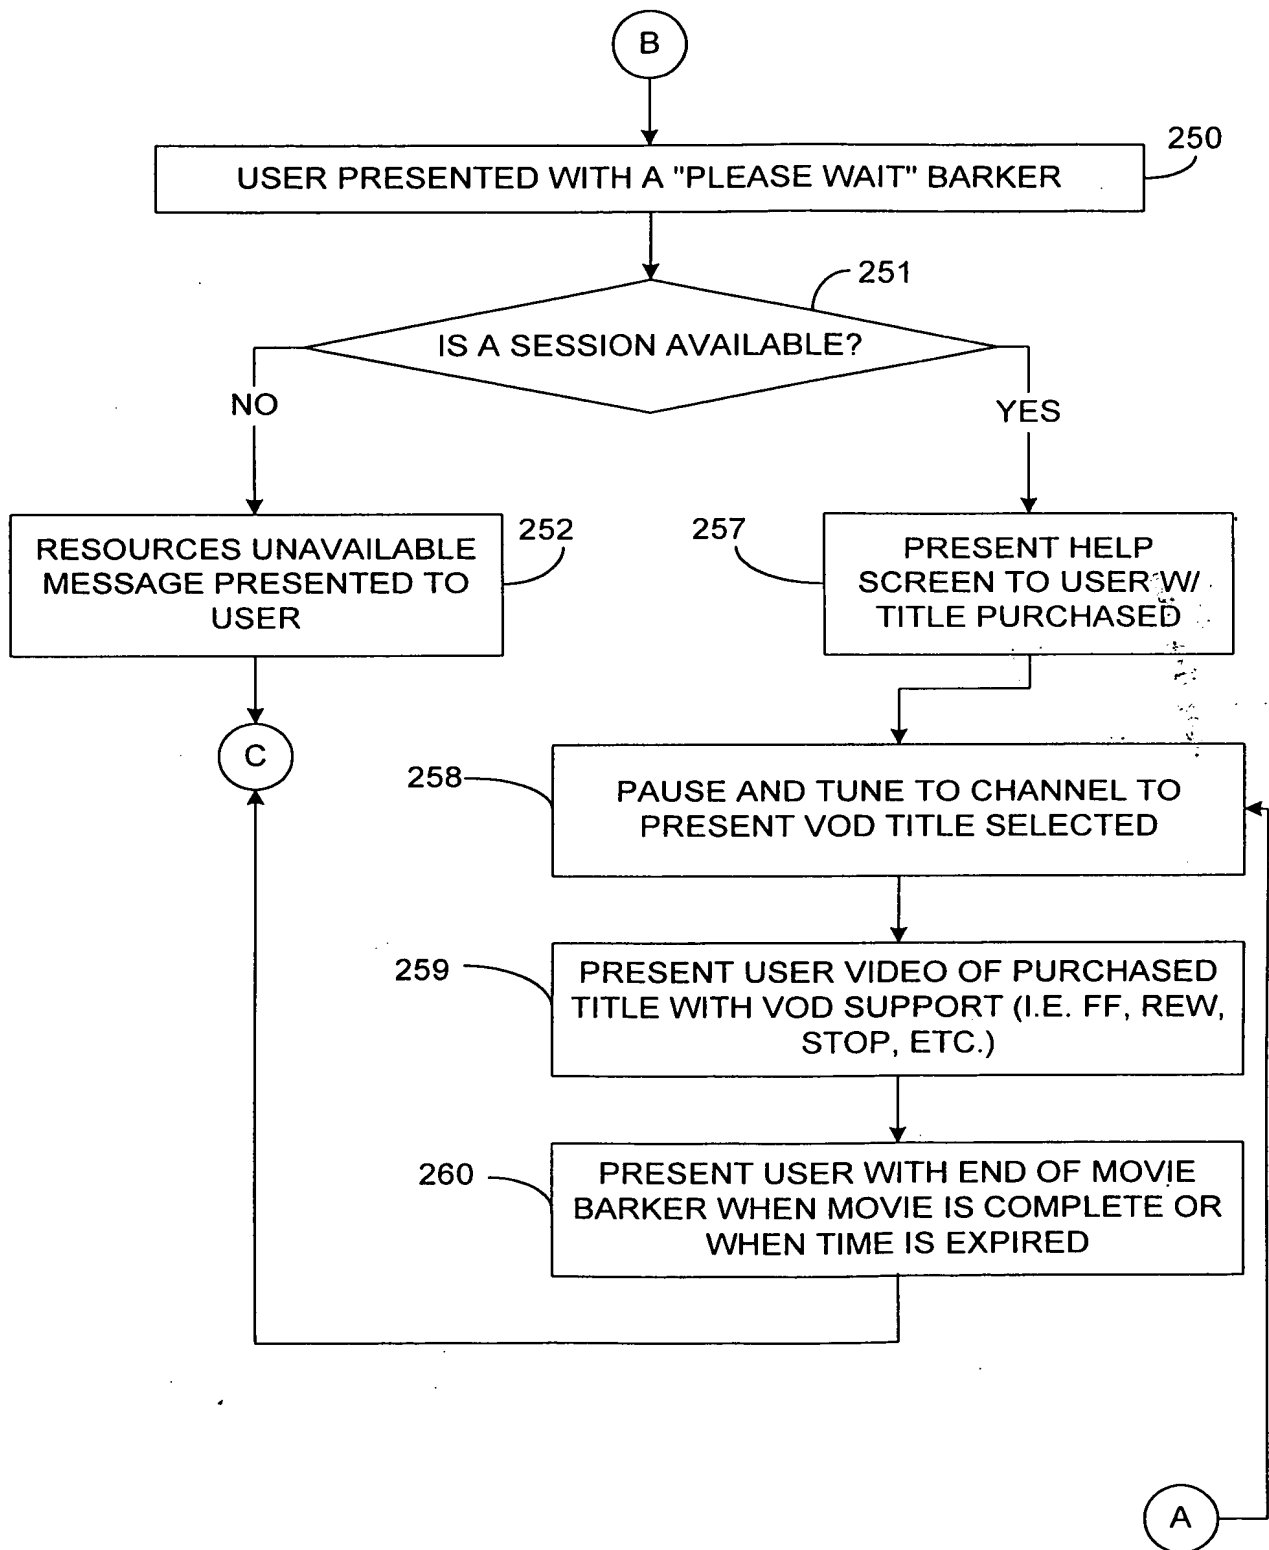 B
250
USER PRESENTED WITH A "PLEASE WAIT" BARKER
251
IS A SESSION AVAILABLE?
NO
YES
252
RESOURCES UNAVAILABLE
MESSAGE PRESENTED TO
USER
257
PRESENT HELP
SCREEN TO USER W/
TITLE PURCHASED
C
258
PAUSE AND TUNE TO CHANNEL TO
PRESENT VOD TITLE SELECTED
259
PRESENT USER VIDEO OF PURCHASED
TITLE WITH VOD SUPPORT (I.E. FF, REW,
STOP, ETC.)
260
PRESENT USER WITH END OF MOVIE
BARKER WHEN MOVIE IS COMPLETE OR
WHEN TIME IS EXPIRED
A